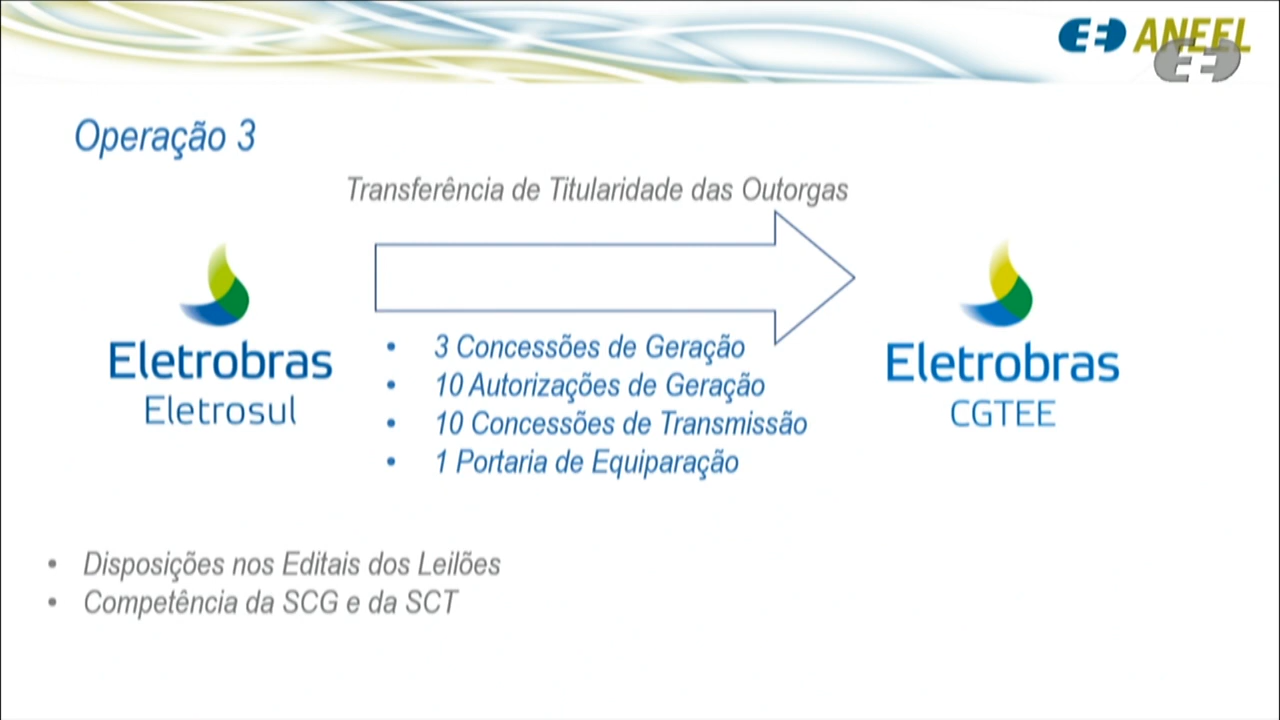 ANEEL
Operação 3
Transferência de Titularidade das Outorgas
Eletrobras
Eletrosul
• 3 Concessões de Geração
• 10 Autorizações de Geração
• 10 Concessões de Transmissão
• 1 Portaria de Equiparação
Eletrobras
CGTEE
• Disposições nos Editais dos Leilões
• Competência da SCG e da SCT